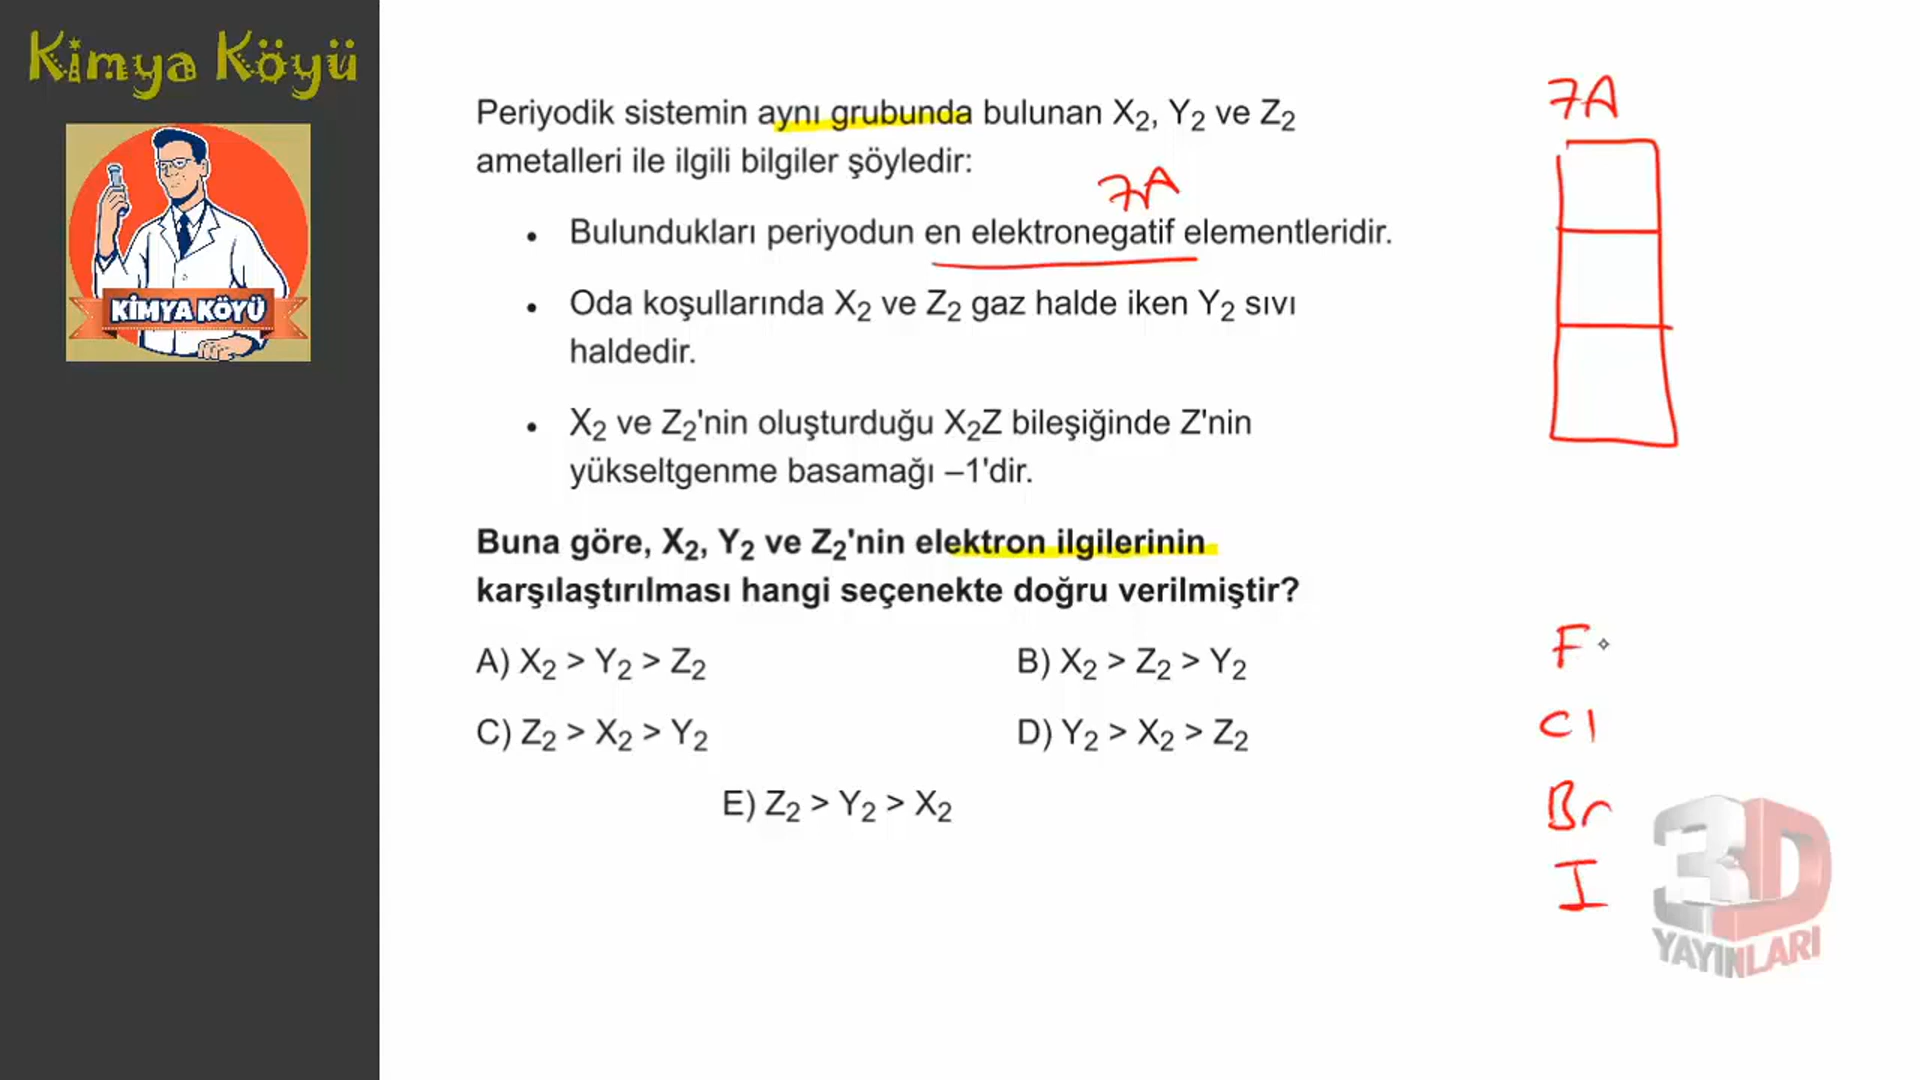 Kimya Köyü
KİMYA KÖYÜ
7A
Periyodik sistemin aynı grubunda bulunan X₂, Y₂ ve Z₂
ametalleri ile ilgili bilgiler şöyledir:
7A
• Bulundukları periyodun en elektronegatif elementleridir.
• Oda koşullarında X₂ ve Z₂ gaz halde iken Y₂ sıvı
haldedir.
• X₂ ve Z₂'nin oluşturduğu X₂Z bileşiğinde Z'nin
yükseltgenme basamağı –1'dir.
Buna göre, X₂, Y₂ ve Z₂'nin elektron ilgilerinin
karşılaştırılması hangi seçenekte doğru verilmiştir?
A) X₂ > Y₂ > Z₂ B) X₂ > Z₂ > Y₂
C) Z₂ > X₂ > Y₂ D) Y₂ > X₂ > Z₂
E) Z₂ > Y₂ > X₂
F
Cl
Br
I
3D
YAYINLARI